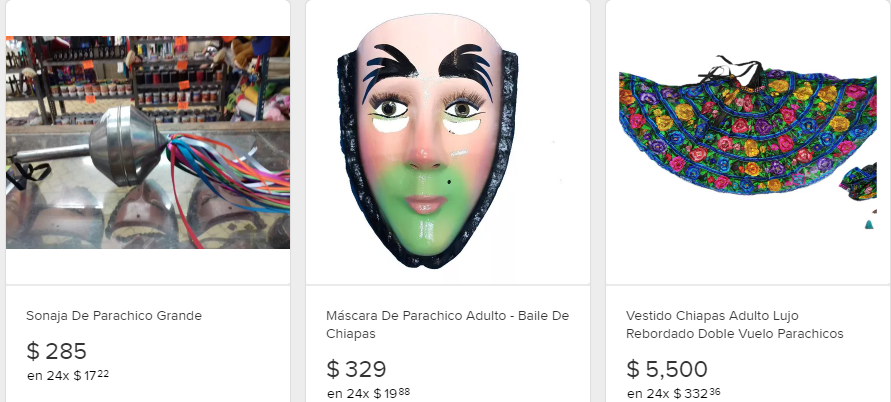 Sonaja De Parachico Grande
$ 285
en 24x $ 17 22
Máscara De Parachico Adulto - Baile De
Chiapas
$ 329
en 24x $ 19 88
Vestido Chiapas Adulto Lujo
Rebordado Doble Vuelo Parachicos
$ 5,500
en 24x $ 332 36